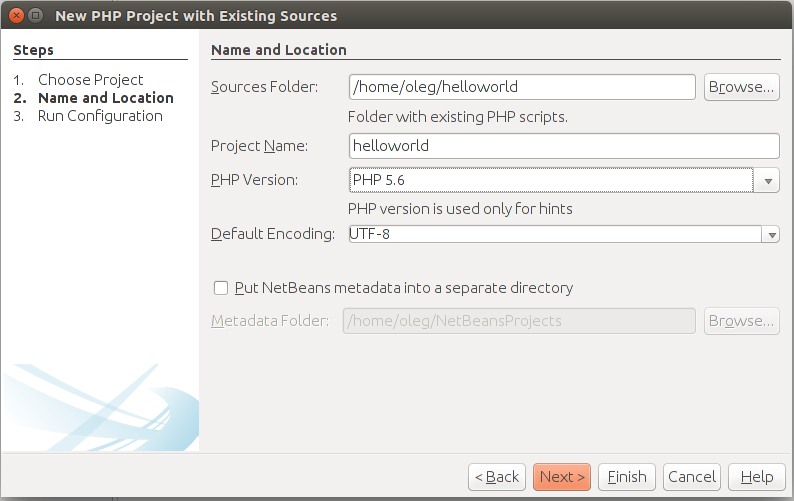 New PHP Project with Existing Sources
Steps
1. Choose Project
2. Name and Location
3. Run Configuration
Name and Location
Sources Folder: /home/oleg/helloworld Browse...
Folder with existing PHP scripts.
Project Name: helloworld
PHP Version: PHP 5.6
PHP version is used only for hints
Default Encoding: UTF-8
Put NetBeans metadata into a separate directory
Metadata Folder: /home/oleg/NetBeansProjects Browse...
< Back Next > Finish Cancel Help